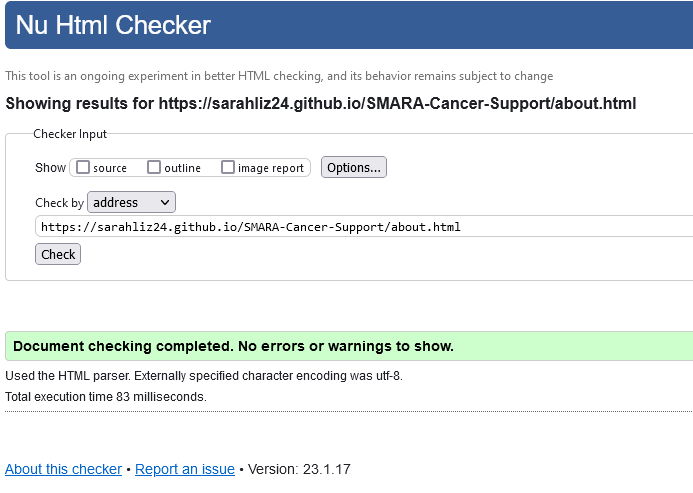 Nu Html Checker
This tool is an ongoing experiment in better HTML checking, and its behavior remains subject to change
Showing results for https://sarahliz24.github.io/SMARA-Cancer-Support/about.html
Checker Input
Show source outline image report Options...
Check by address
https://sarahliz24.github.io/SMARA-Cancer-Support/about.html
Check
Document checking completed. No errors or warnings to show.
Used the HTML parser. Externally specified character encoding was utf-8.
Total execution time 83 milliseconds.
About this checker • Report an issue • Version: 23.1.17